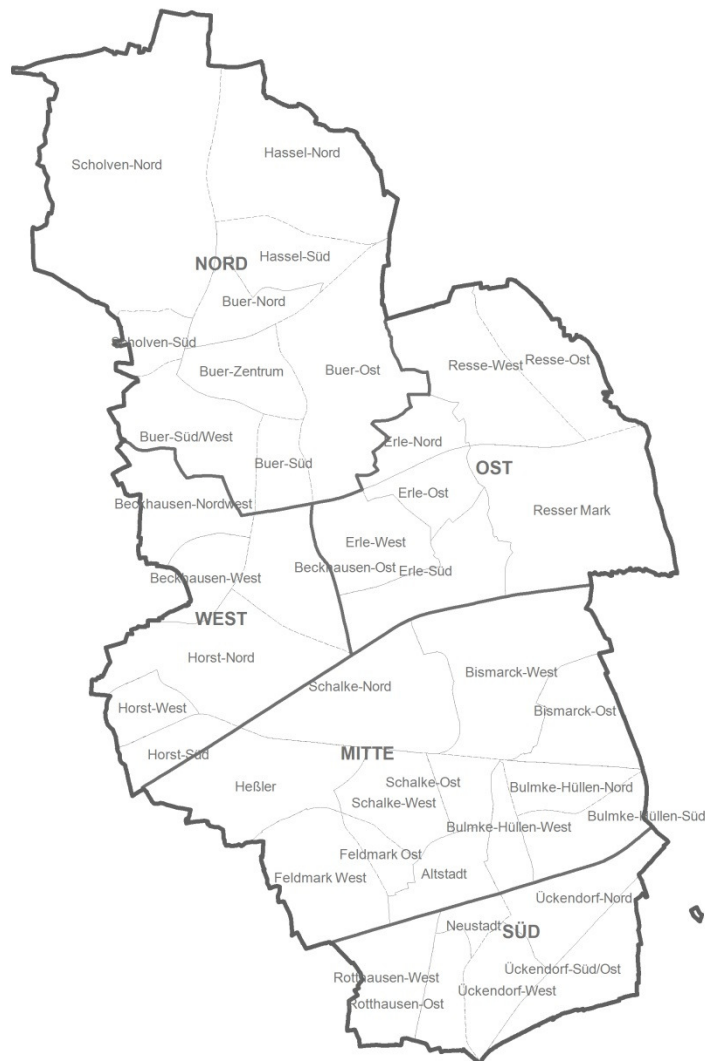 Hassel-Nord
Scholven-Nord
Hassel-Süd
NORD
Buer-Nord
Scholven-Süd
Resse-Ost
Resse-West
Buer-Zentrum
Buer-Ost
Buer-Süd/West
Erle-Nord
Buer-Süd
OST
Erle-Ost
Beckhausen-Nordwest
Resser Mark
Erle-West
Beckhausen-Ost
Erle-Süd
Beckhausen-West
WEST
Horst-Nord
Bismarck-West
Schalke-Nord
Horst-West
Bismarck-Ost
Horst-Süd
MITTE
Schalke-Ost
Heßler
Bulmke-Hüllen-Nord
Schalke-West
Bulmke-Hüllen-Süd
Bulmke-Hüllen-West
Feldmark Ost
Feldmark West
Altstadt
Ückendorf-Nord
Neustadt
SÜD
Ückendorf-Süd/Ost
Rotthausen-West
Ückendorf-West
Rotthausen-Ost